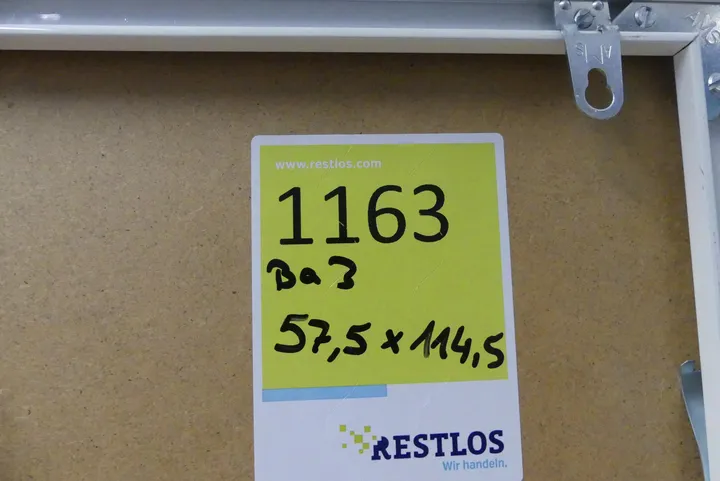 www.restlos.com
1163
Ba 3
57,5 x 114,5
RESTLOS
Wir handeln.